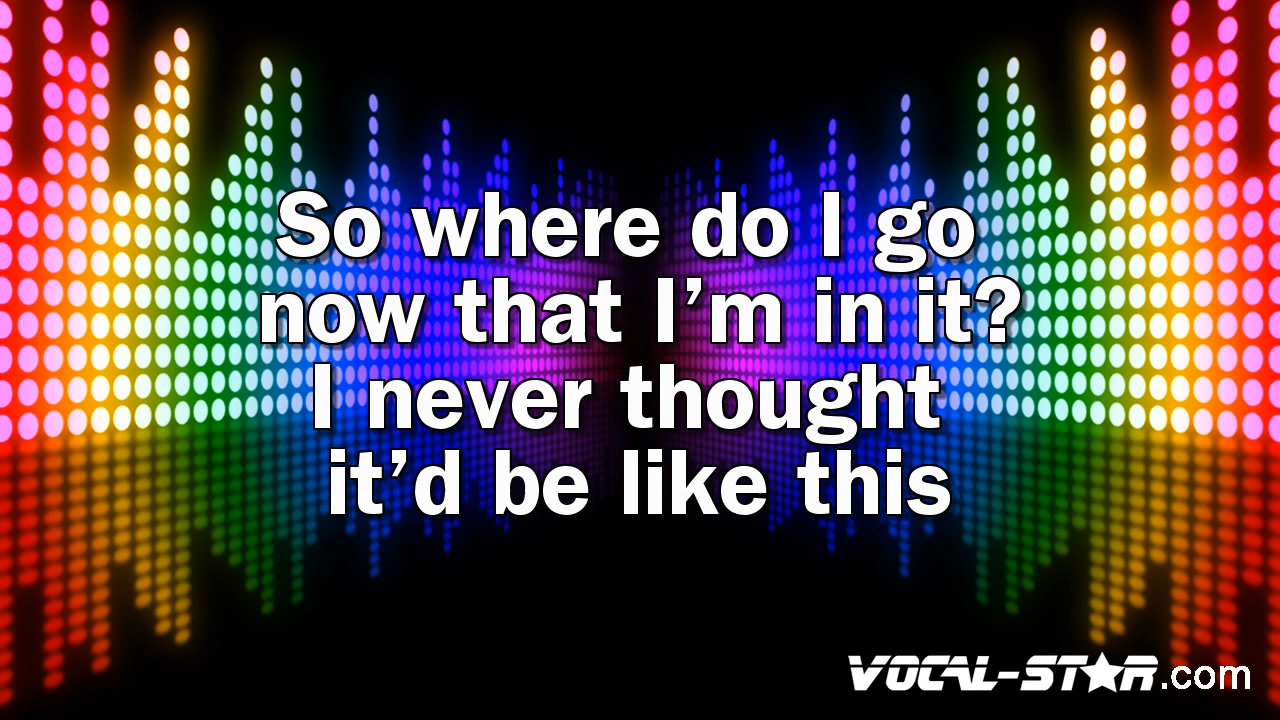 So where do I go
now that I’m in it?
I never thought
it’d be like this
VOCAL-STAR.com